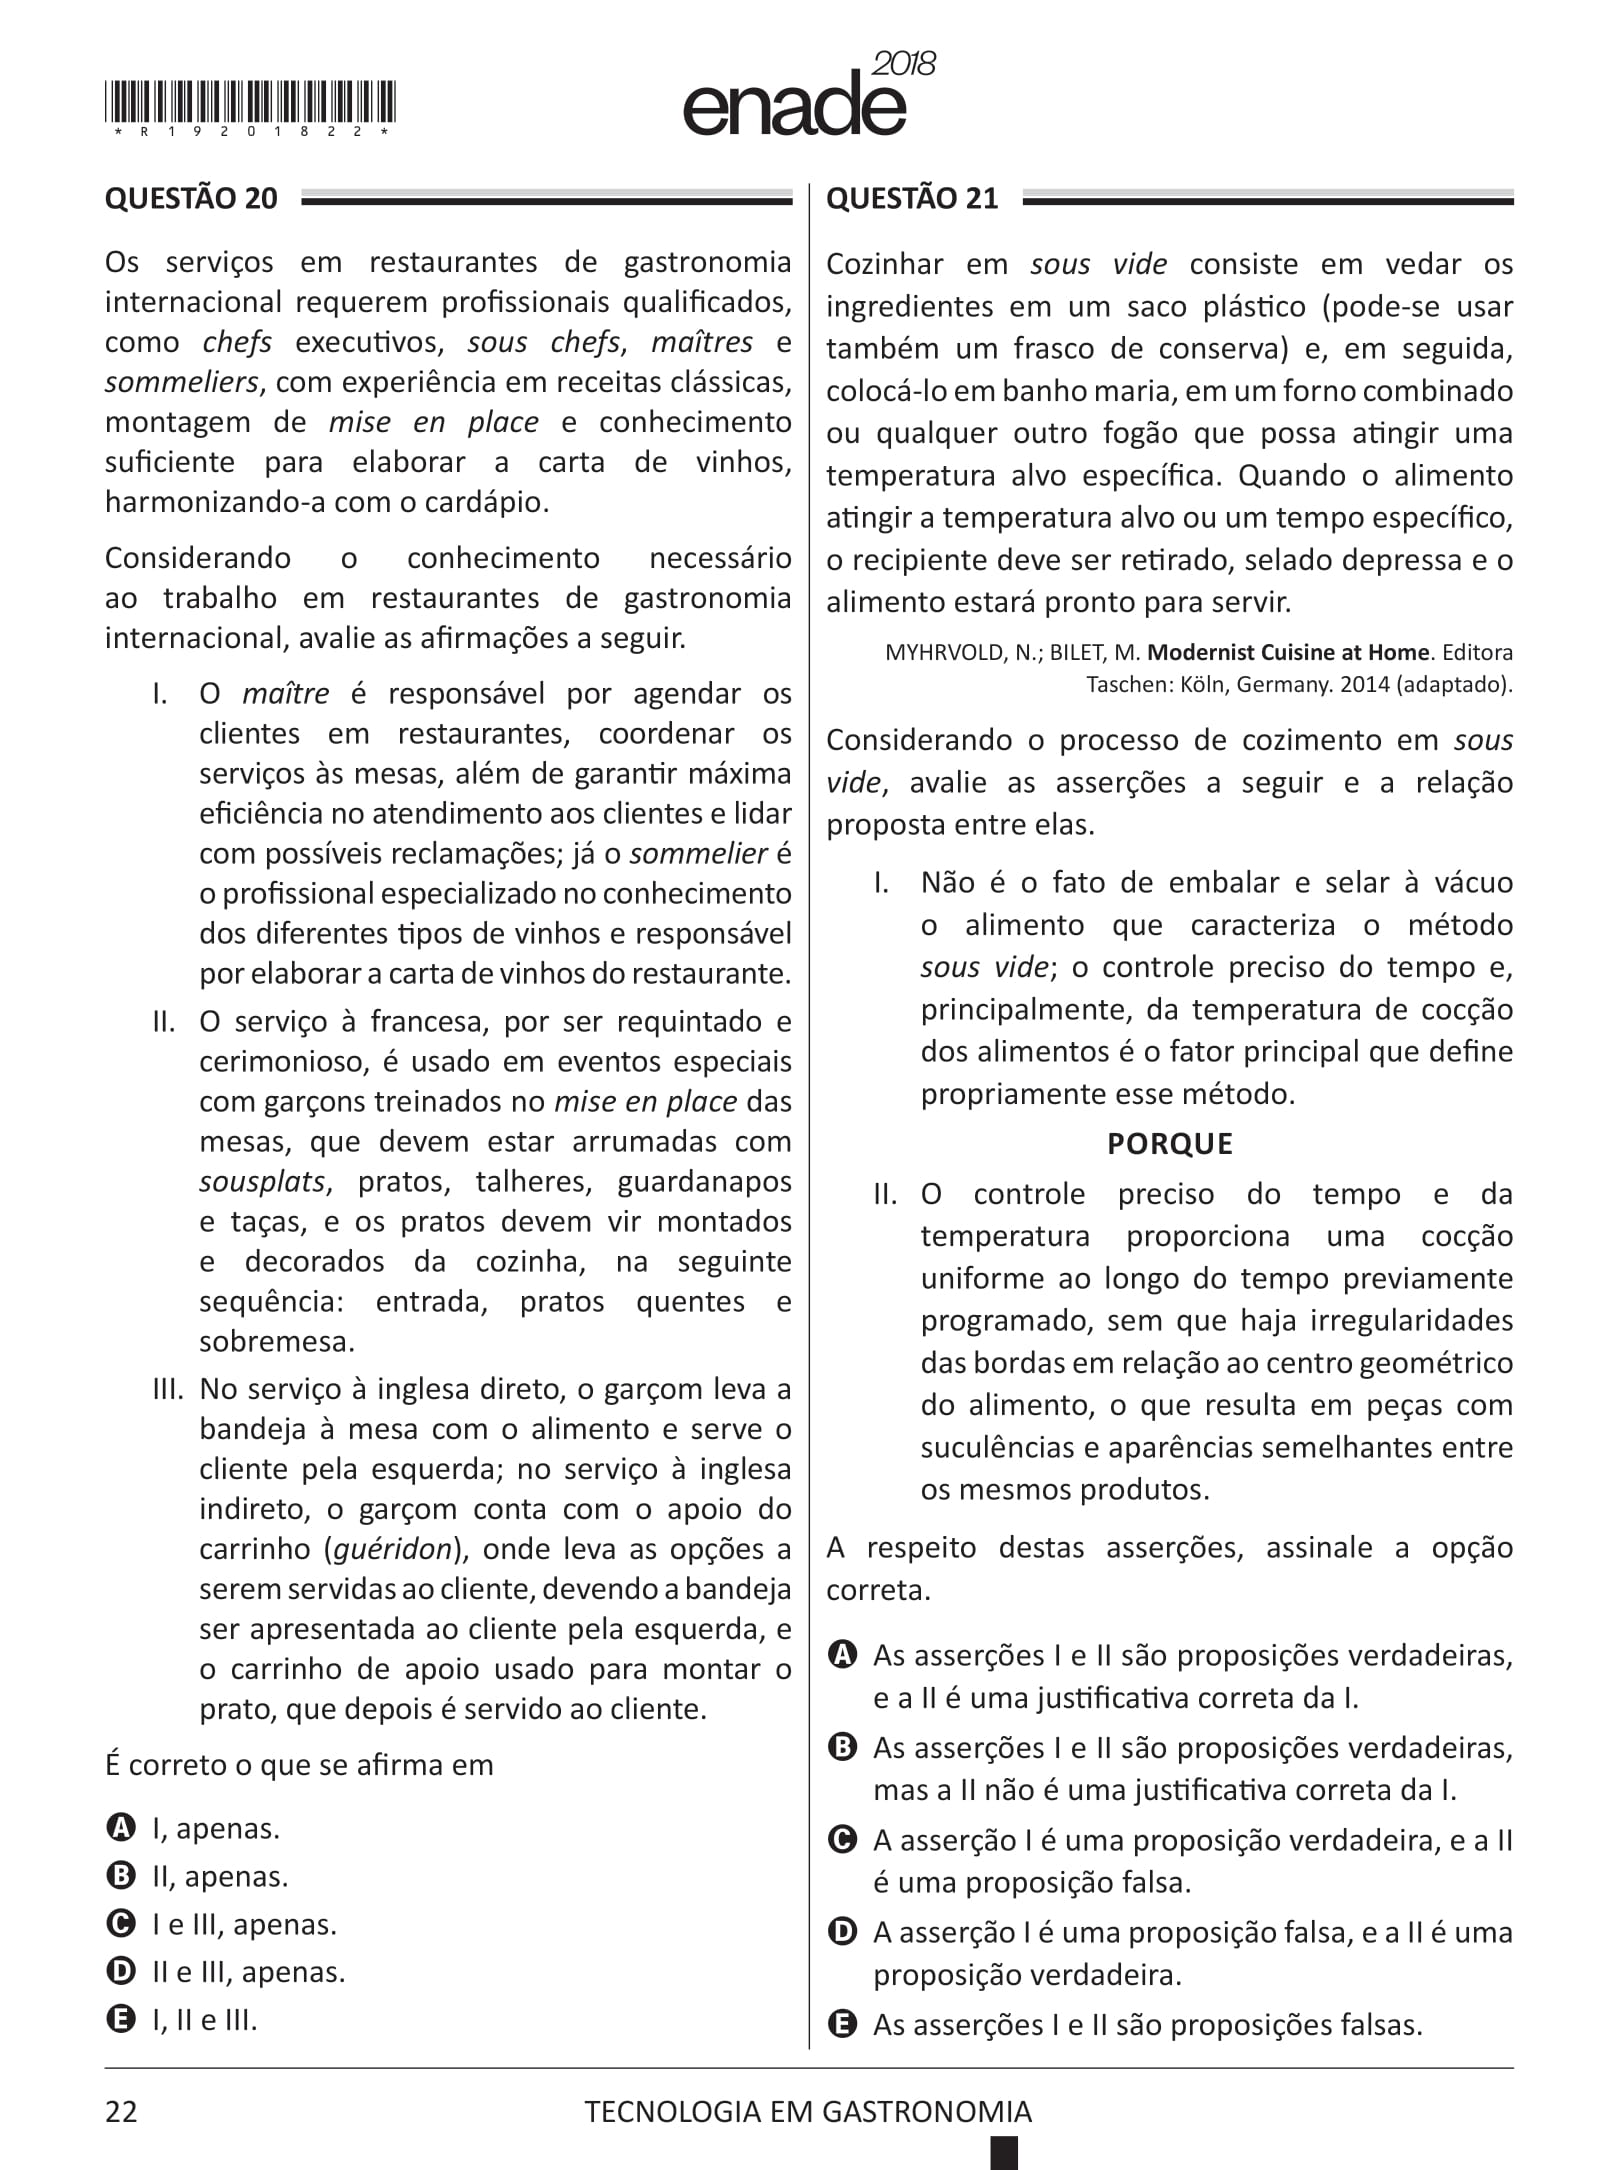 enade 2018
*R19201822*
QUESTÃO 20
Os serviços em restaurantes de gastronomia
internacional requerem profissionais qualificados,
como chefs executivos, sous chefs, maîtres e
sommeliers, com experiência em receitas clássicas,
montagem de mise en place e conhecimento
suficiente para elaborar a carta de vinhos,
harmonizando-a com o cardápio.
Considerando o conhecimento necessário
ao trabalho em restaurantes de gastronomia
internacional, avalie as afirmações a seguir.
I. O maître é responsável por agendar os
clientes em restaurantes, coordenar os
serviços às mesas, além de garantir máxima
eficiência no atendimento aos clientes e lidar
com possíveis reclamações; já o sommelier é
o profissional especializado no conhecimento
dos diferentes tipos de vinhos e responsável
por elaborar a carta de vinhos do restaurante.
II. O serviço à francesa, por ser requintado e
cerimonioso, é usado em eventos especiais
com garçons treinados no mise en place das
mesas, que devem estar arrumadas com
sousplats, pratos, talheres, guardanapos
e taças, e os pratos devem vir montados
e decorados da cozinha, na seguinte
sequência: entrada, pratos quentes e
sobremesa.
III. No serviço à inglesa direto, o garçom leva a
bandeja à mesa com o alimento e serve o
cliente pela esquerda; no serviço à inglesa
indireto, o garçom conta com o apoio do
carrinho (guéridon), onde leva as opções a
serem servidas ao cliente, devendo a bandeja
ser apresentada ao cliente pela esquerda, e
o carrinho de apoio usado para montar o
prato, que depois é servido ao cliente.
É correto o que se afirma em
A I, apenas.
B II, apenas.
C I e III, apenas.
D II e III, apenas.
E I, II e III.
QUESTÃO 21
Cozinhar em sous vide consiste em vedar os
ingredientes em um saco plástico (pode-se usar
também um frasco de conserva) e, em seguida,
colocá-lo em banho maria, em um forno combinado
ou qualquer outro fogão que possa atingir uma
temperatura alvo específica. Quando o alimento
atingir a temperatura alvo ou um tempo específico,
o recipiente deve ser retirado, selado depressa e o
alimento estará pronto para servir.
MYHRVOLD, N.; BILET, M. Modernist Cuisine at Home. Editora
Taschen: Köln, Germany. 2014 (adaptado).
Considerando o processo de cozimento em sous
vide, avalie as asserções a seguir e a relação
proposta entre elas.
I. Não é o fato de embalar e selar à vácuo
o alimento que caracteriza o método
sous vide; o controle preciso do tempo e,
principalmente, da temperatura de cocção
dos alimentos é o fator principal que define
propriamente esse método.
PORQUE
II. O controle preciso do tempo e da
temperatura proporciona uma cocção
uniforme ao longo do tempo previamente
programado, sem que haja irregularidades
das bordas em relação ao centro geométrico
do alimento, o que resulta em peças com
suculências e aparências semelhantes entre
os mesmos produtos.
A respeito destas asserções, assinale a opção
correta.
A As asserções I e II são proposições verdadeiras,
e a II é uma justificativa correta da I.
B As asserções I e II são proposições verdadeiras,
mas a II não é uma justificativa correta da I.
C A asserção I é uma proposição verdadeira, e a II
é uma proposição falsa.
D A asserção I é uma proposição falsa, e a II é uma
proposição verdadeira.
E As asserções I e II são proposições falsas.
22
TECNOLOGIA EM GASTRONOMIA